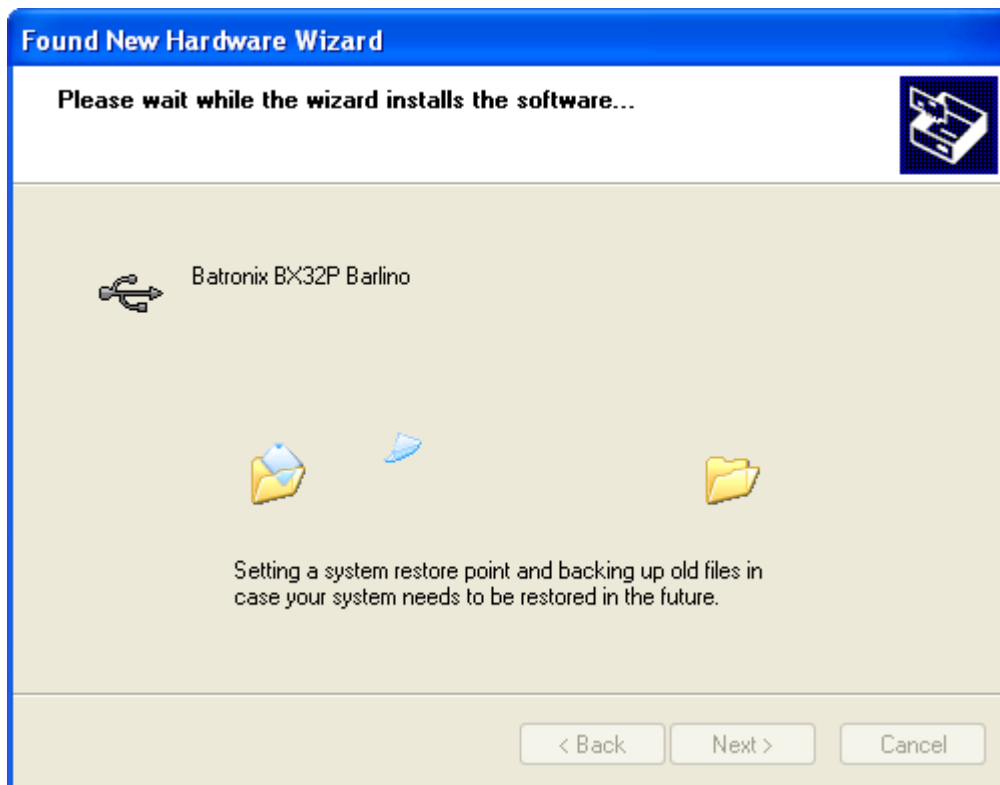 Found New Hardware Wizard
Please wait while the wizard installs the software...
Batronix BX32P Barlino
Setting a system restore point and backing up old files in
case your system needs to be restored in the future.
< Back
Next >
Cancel